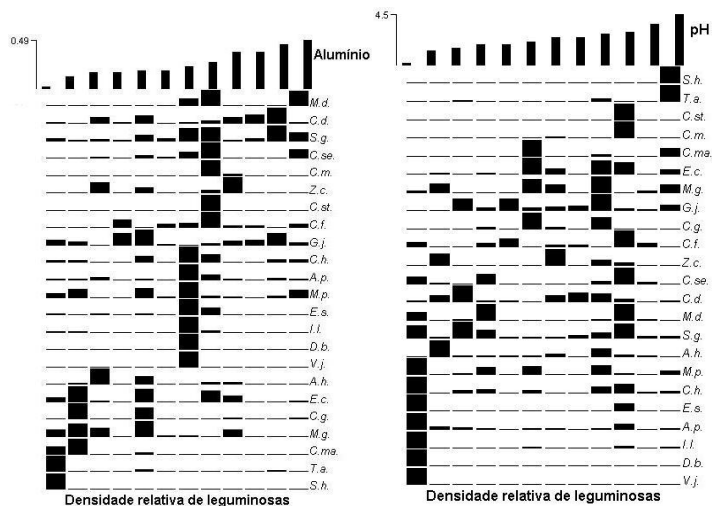 0.49
Alumínio
M.d.
C.d.
S.g.
C.se.
C.m.
Z.c.
C.st.
C.f.
G.j.
C.h.
A.p.
M.p.
E.s.
I.l.
D.b.
V.j.
A.h.
E.c.
C.g.
M.g.
C.ma.
T.a.
S.h.
Densidade relativa de leguminosas
4.5
pH
S.h.
T.a.
C.st.
C.m.
C.ma.
E.c.
M.g.
G.j.
C.g.
C.f.
Z.c.
C.se.
C.d.
M.d.
S.g.
A.h.
M.p.
C.h.
E.s.
A.p.
I.l.
D.b.
V.j.
Densidade relativa de leguminosas